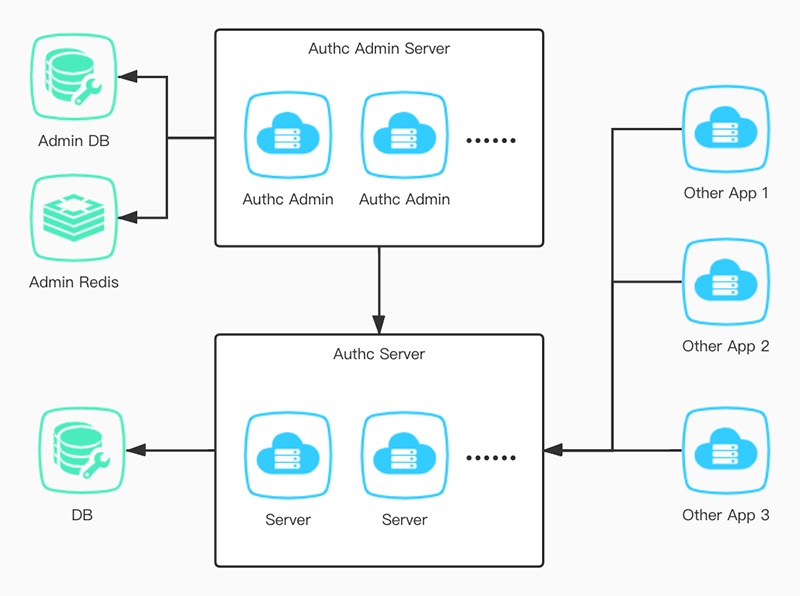 Authc Admin Server
Admin DB
Authc Admin
Authc Admin
......
Other App 1
Admin Redis
Other App 2
Authc Server
......
DB
Server
Server
Other App 3